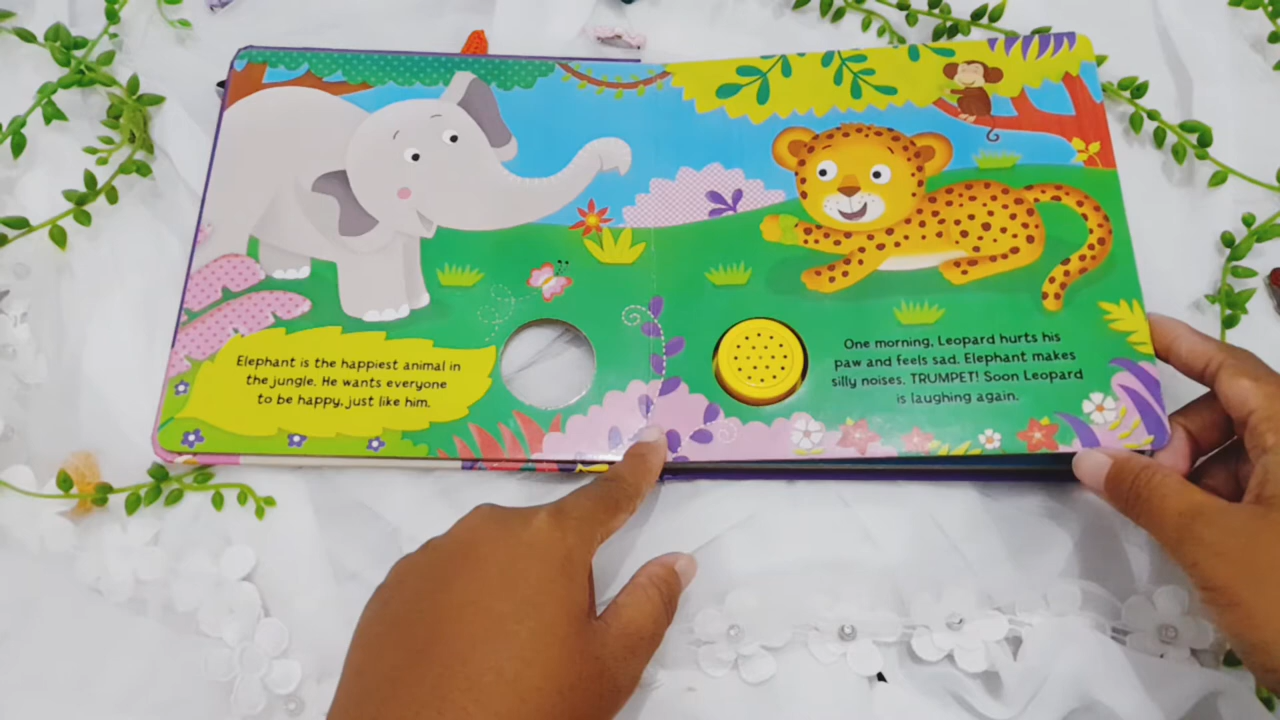 Elephant is the happiest animal in
the jungle. He wants everyone
to be happy, just like him.
One morning, Leopard hurts his
paw and feels sad. Elephant makes
silly noises. TRUMPET! Soon Leopard
is laughing again.